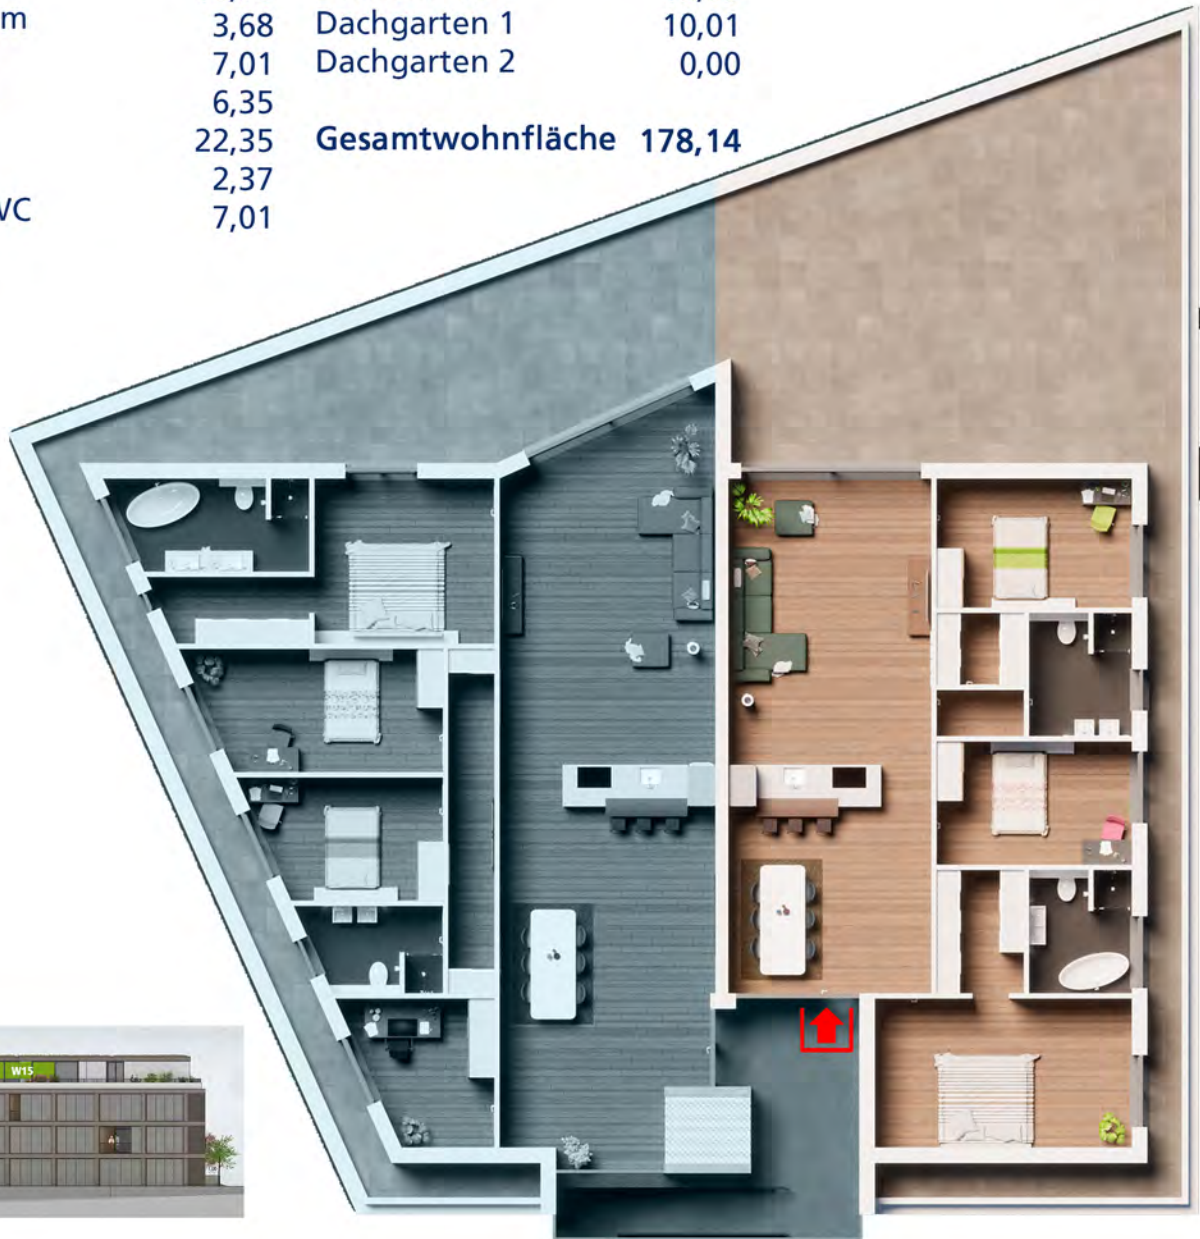 m 3,68 Dachgarten 1 10,01
7,01 Dachgarten 2 0,00
6,35
22,35 Gesamtwohnfläche 178,14
2,37
WC 7,01
W15